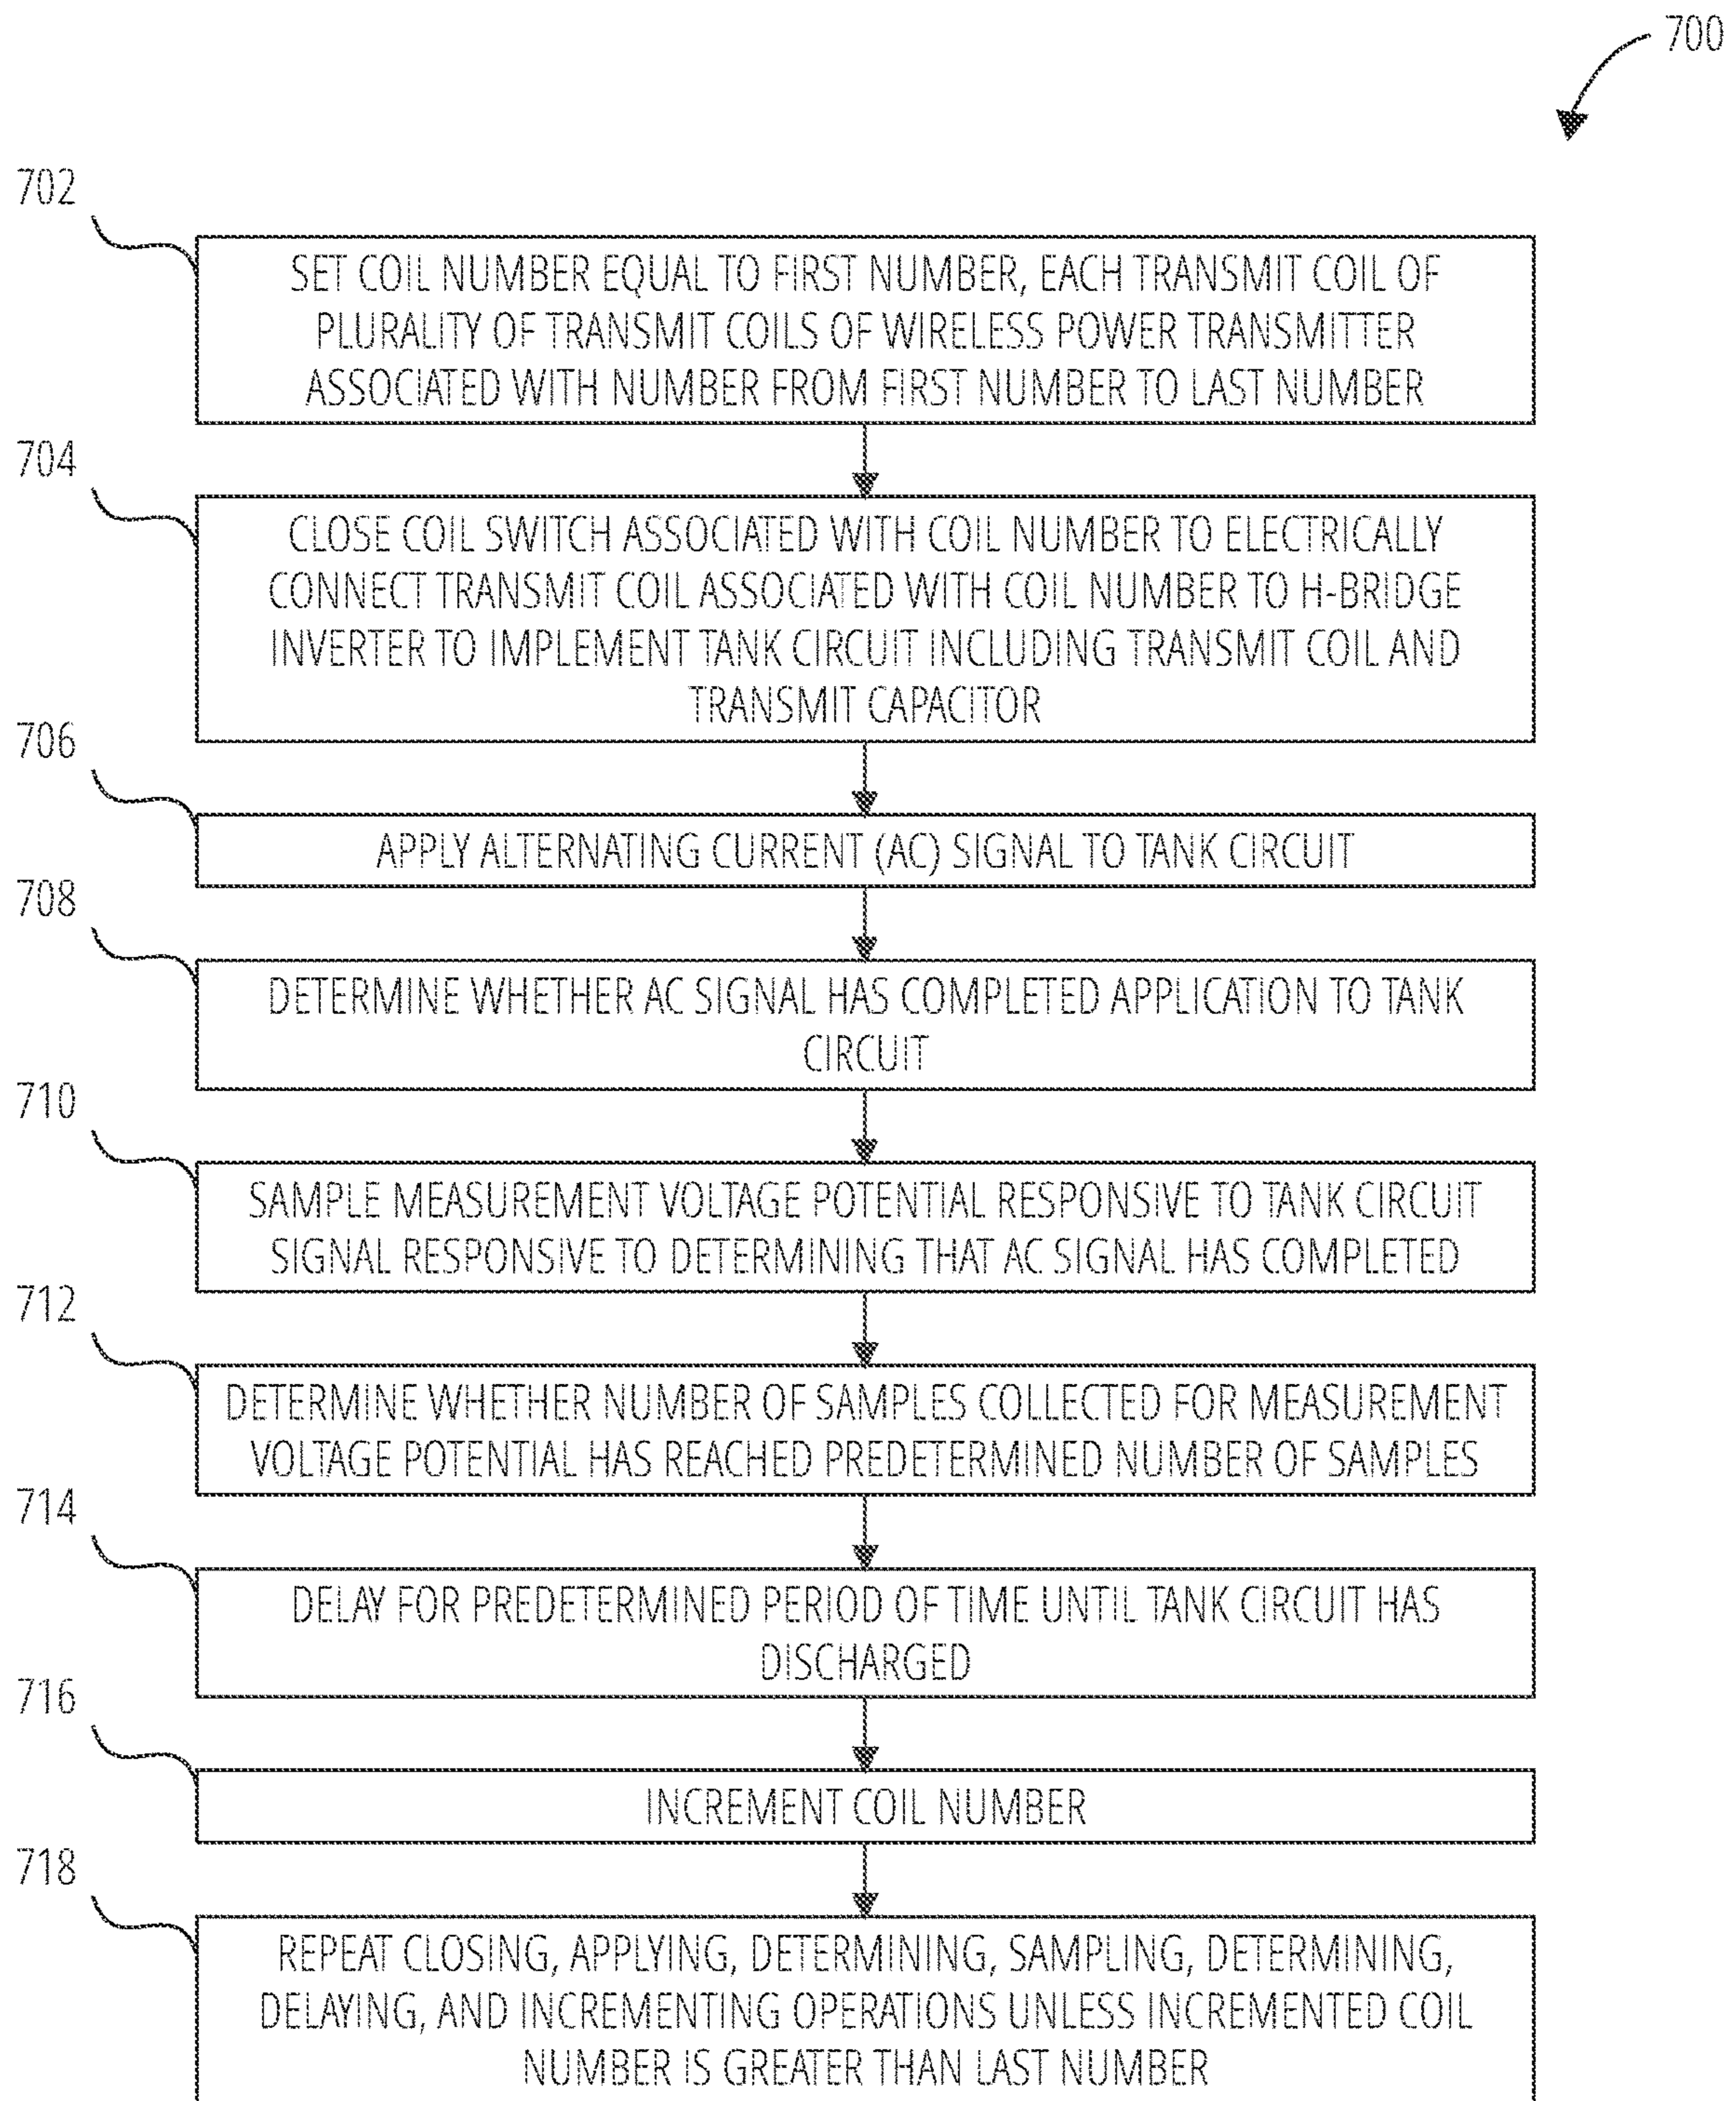 700
702
SET COIL NUMBER EQUAL TO FIRST NUMBER, EACH TRANSMIT COIL OF
PLURALITY OF TRANSMIT COILS OF WIRELESS POWER TRANSMITTER
ASSOCIATED WITH NUMBER FROM FIRST NUMBER TO LAST NUMBER
704
CLOSE COIL SWITCH ASSOCIATED WITH COIL NUMBER TO ELECTRICALLY
CONNECT TRANSMIT COIL ASSOCIATED WITH COIL NUMBER TO H-BRIDGE
INVERTER TO IMPLEMENT TANK CIRCUIT INCLUDING TRANSMIT COIL AND
TRANSMIT CAPACITOR
706
APPLY ALTERNATING CURRENT (AC) SIGNAL TO TANK CIRCUIT
708
DETERMINE WHETHER AC SIGNAL HAS COMPLETED APPLICATION TO TANK
CIRCUIT
710
SAMPLE MEASUREMENT VOLTAGE POTENTIAL RESPONSIVE TO TANK CIRCUIT
SIGNAL RESPONSIVE TO DETERMINING THAT AC SIGNAL HAS COMPLETED
712
DETERMINE WHETHER NUMBER OF SAMPLES COLLECTED FOR MEASUREMENT
VOLTAGE POTENTIAL HAS REACHED PREDETERMINED NUMBER OF SAMPLES
714
DELAY FOR PREDETERMINED PERIOD OF TIME UNTIL TANK CIRCUIT HAS
DISCHARGED
716
INCREMENT COIL NUMBER
718
REPEAT CLOSING, APPLYING, DETERMINING, SAMPLING, DETERMINING,
DELAYING, AND INCREMENTING OPERATIONS UNLESS INCREMENTED COIL
NUMBER IS GREATER THAN LAST NUMBER